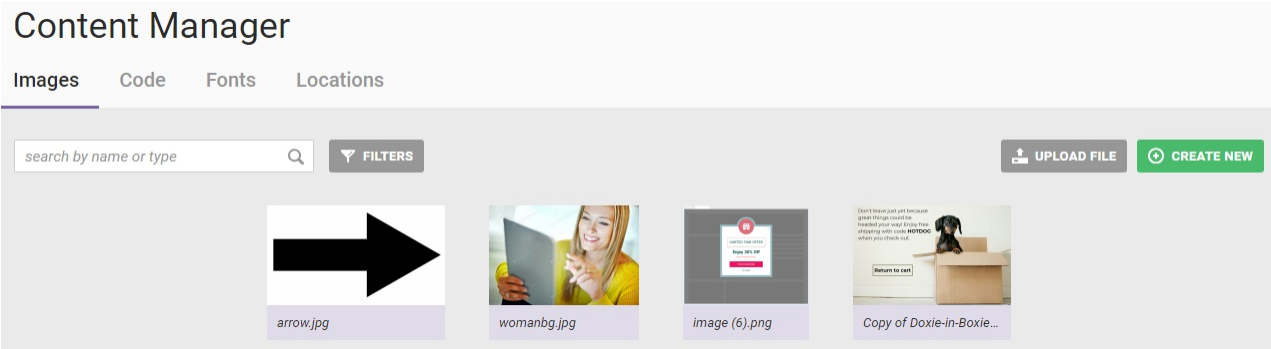 Content Manager
Images Code Fonts Locations
search by name or type
FILTERS
UPLOAD FILE
CREATE NEW
LIMITED TIME OFFER
Enjoy 30% Off
Don't leave just yet because
great things could be
headed your way! Enjoy free
shipping with code HOTDOG
when you check out.
Return to cart
arrow.jpg
womanbg.jpg
image (6).png
Copy of Doxie-in-Boxie...